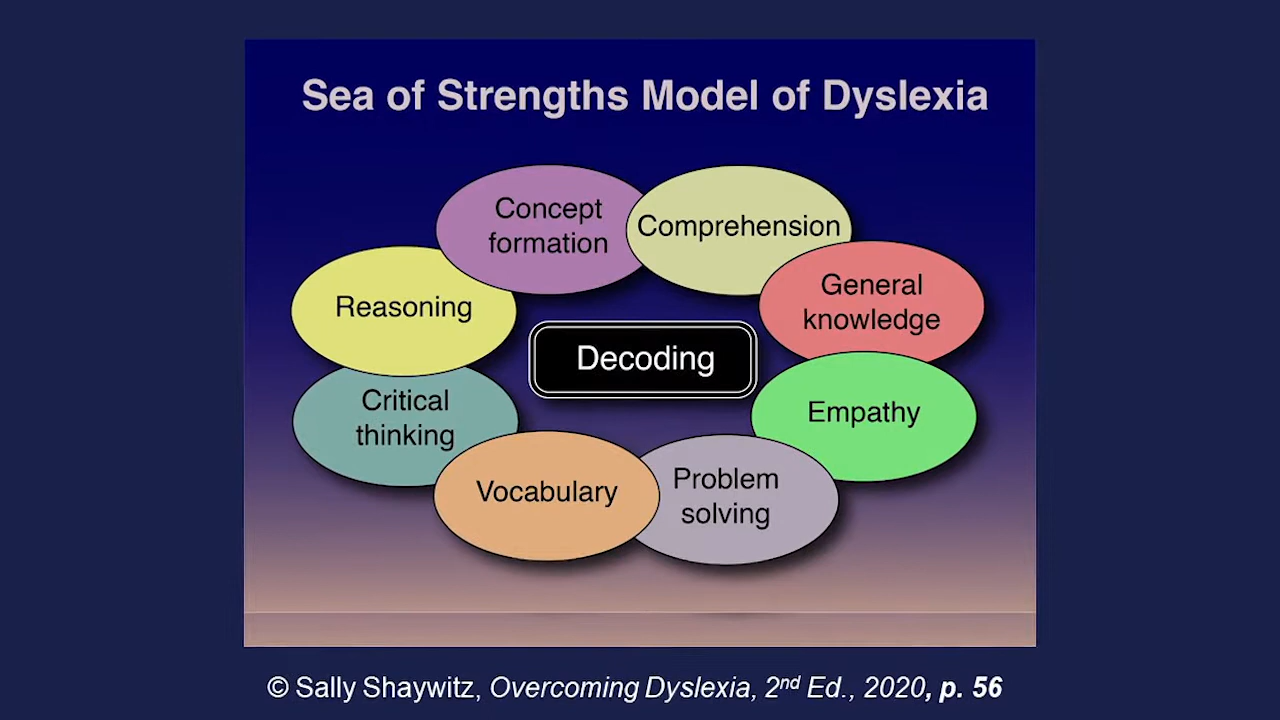 Sea of Strengths Model of Dyslexia
Concept
formation
Comprehension
Reasoning
General
knowledge
Decoding
Critical
thinking
Empathy
Vocabulary
Problem
solving
© Sally Shaywitz, Overcoming Dyslexia, 2nd Ed., 2020, p. 56